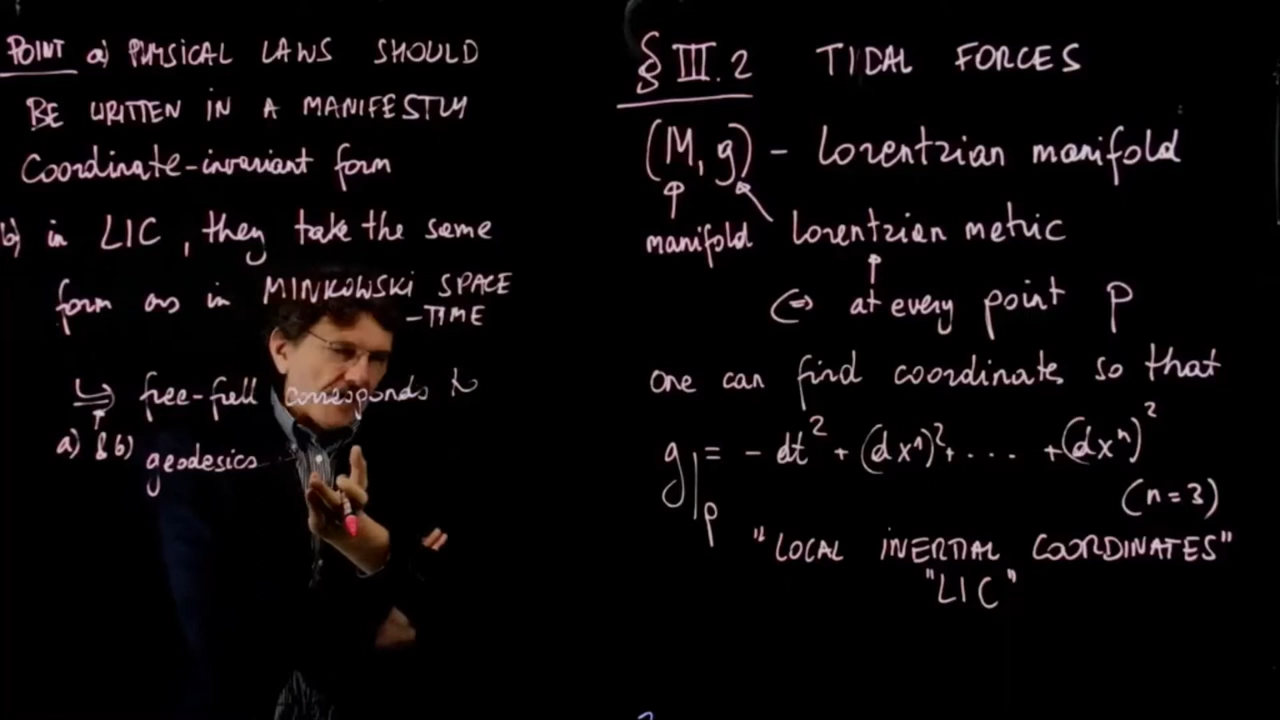 POINT a) PHYSICAL LAWS SHOULD
BE WRITTEN IN A MANIFESTLY
Coordinate-invariant form
b) in LIC, they take the same
form as in MINKOWSKI SPACE
-TIME
↳ free-fall corresponds to
a) & b)
geodesics
§ III.2 TIDAL FORCES
(M, g) - Lorentzian manifold
manifold Lorentzian metric
⇔ at every point p
one can find coordinates so that
g|p = - dt² + (dx¹)² + .... + (dxⁿ)²
(n=3)
"LOCAL INERTIAL COORDINATES"
"LIC"